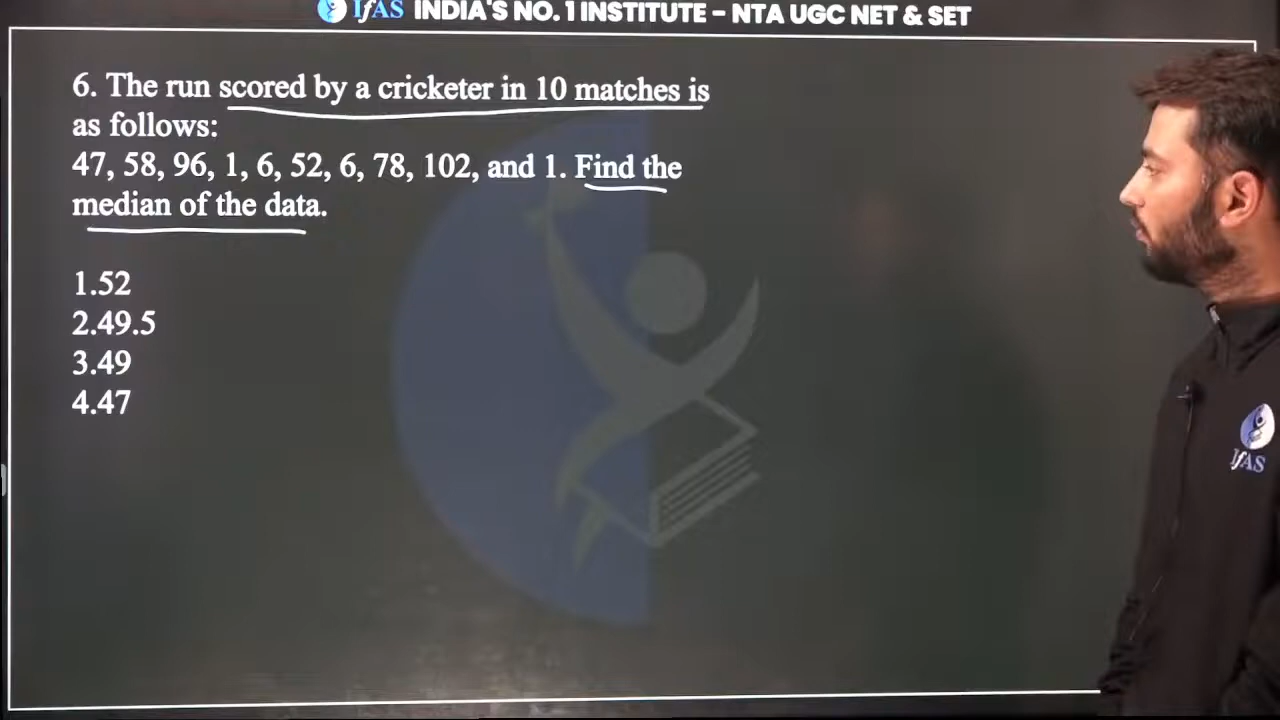 IfAS INDIA'S NO. 1 INSTITUTE – NTA UGC NET & SET
6. The run scored by a cricketer in 10 matches is
as follows:
47, 58, 96, 1, 6, 52, 6, 78, 102, and 1. Find the
median of the data.
1.52
2.49.5
3.49
4.47
IfAS